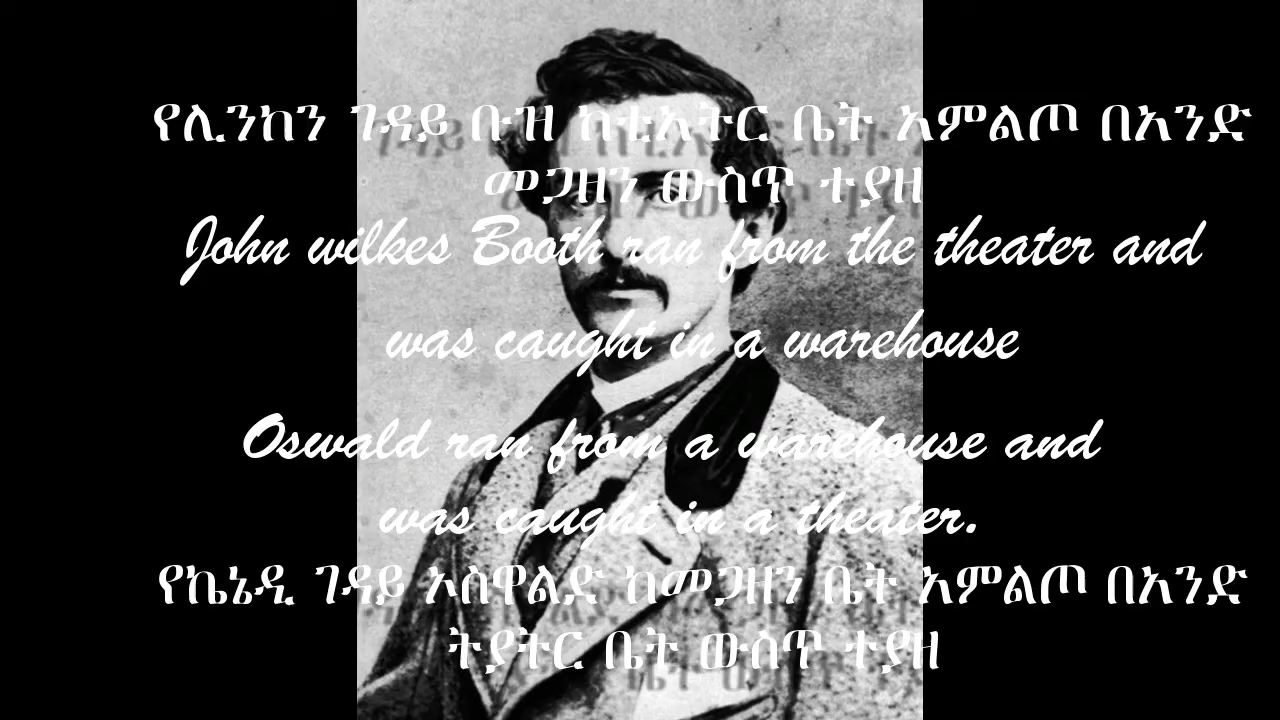 የሊንከን ገዳይ ቡዝ ከቲአትር ቤት አምልጦ በአንድ
መጋዘን ውስጥ ተያዘ
John wilkes Booth ran from the theater and
was caught in a warehouse
Oswald ran from a warehouse and
was caught in a theater.
የኬኔዲ ገዳይ ኦስዋልድ ከመጋዘን ቤት አምልጦ በአንድ
ትያትር ቤት ውስጥ ተያዘ